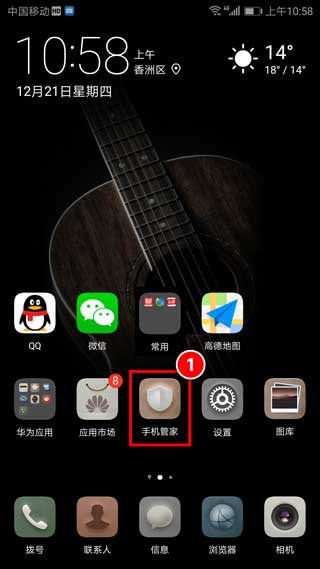 中国移动 HD
4G 上午10:58
10:58 上午
香洲区
12月21日星期四
14°
18° / 14°
QQ 微信 常用 高德地图
1
8
华为应用 应用市场 手机管家 设置 图库
拨号 联系人 信息 浏览器 相机